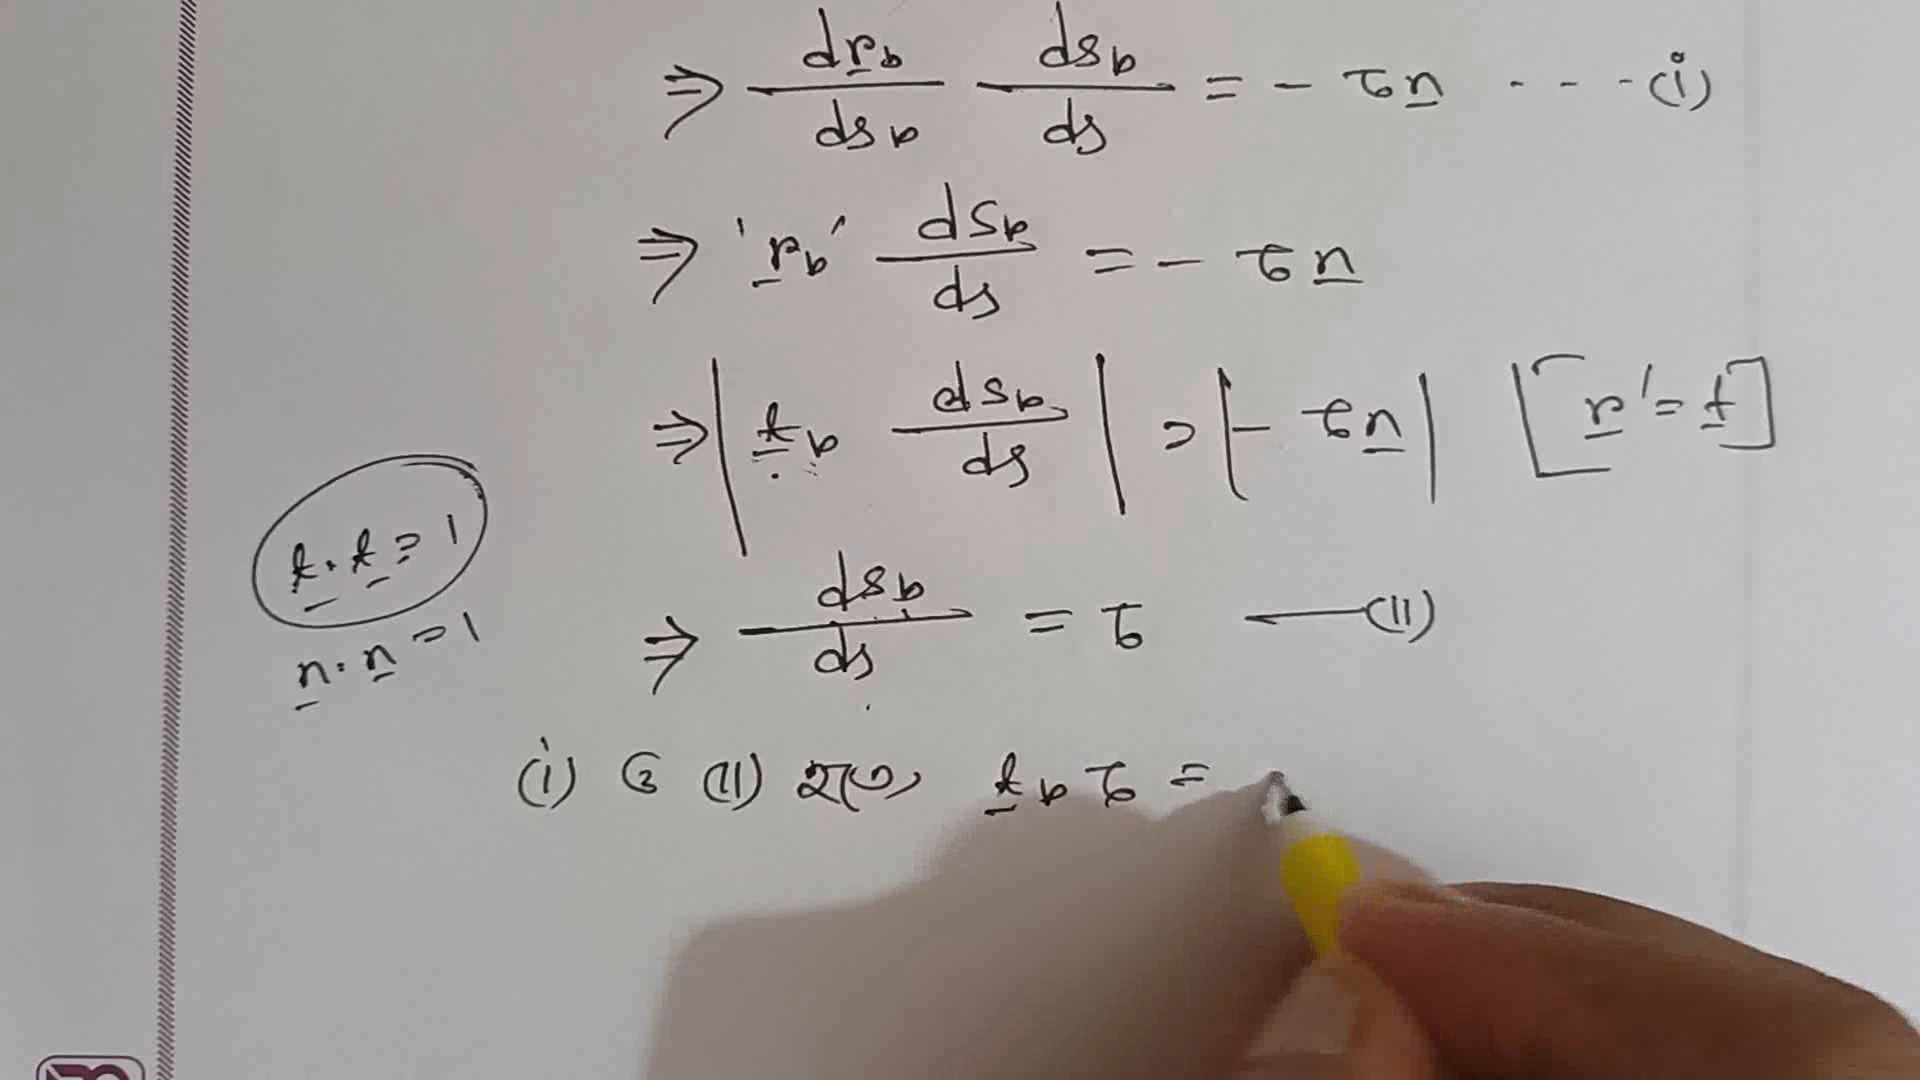 ⇒ dr_b/ds_b ds_b/ds = - τn - - - (i)
⇒ 'r_b' ds_b/ds = - τn
⇒ |t_b ds_b/ds| = |- τn| [r' = t]
t.t = 1
⇒ ds_b/ds = τ —(II)
n.n = 1
(i) ও (II) হতে t_b τ =